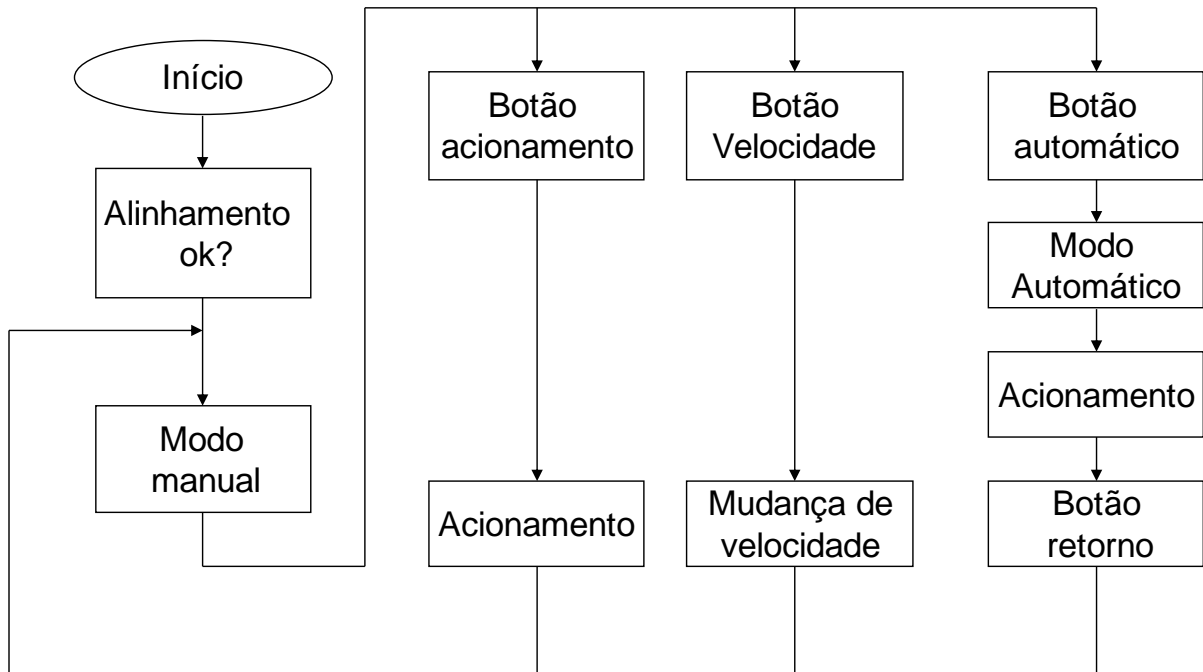 Início
Alinhamento
ok?
Modo
manual
Botão
acionamento
Acionamento
Botão
Velocidade
Mudança de
velocidade
Botão
automático
Modo
Automático
Acionamento
Botão
retorno